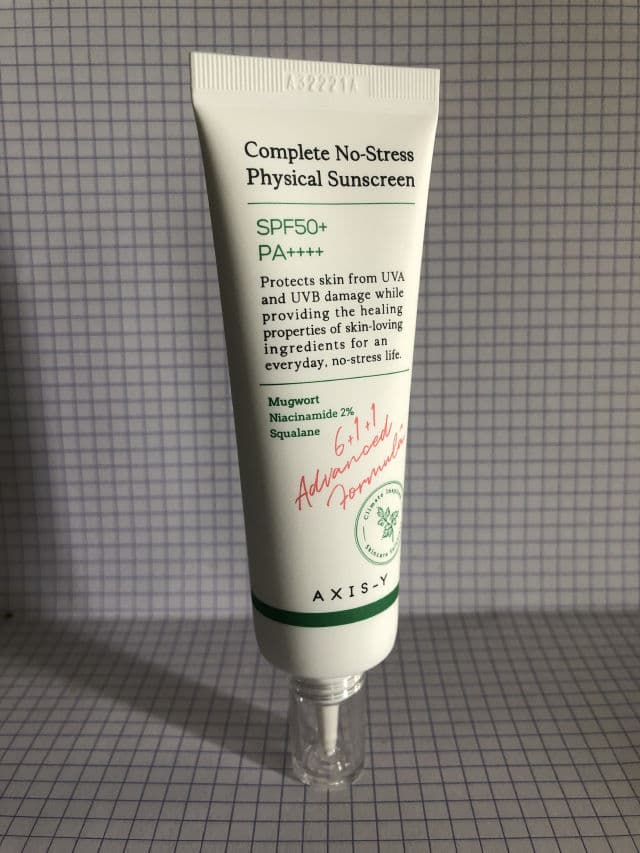 A32221A
Complete No-Stress
Physical Sunscreen
SPF50+
PA++++
Protects skin from UVA
and UVB damage while
providing the healing
properties of skin-loving
ingredients for an
everyday, no-stress life.
Mugwort
Niacinamide 2%
Squalane
6+1+1
Advanced
Formula
Climate
Skincare
AXIS-Y